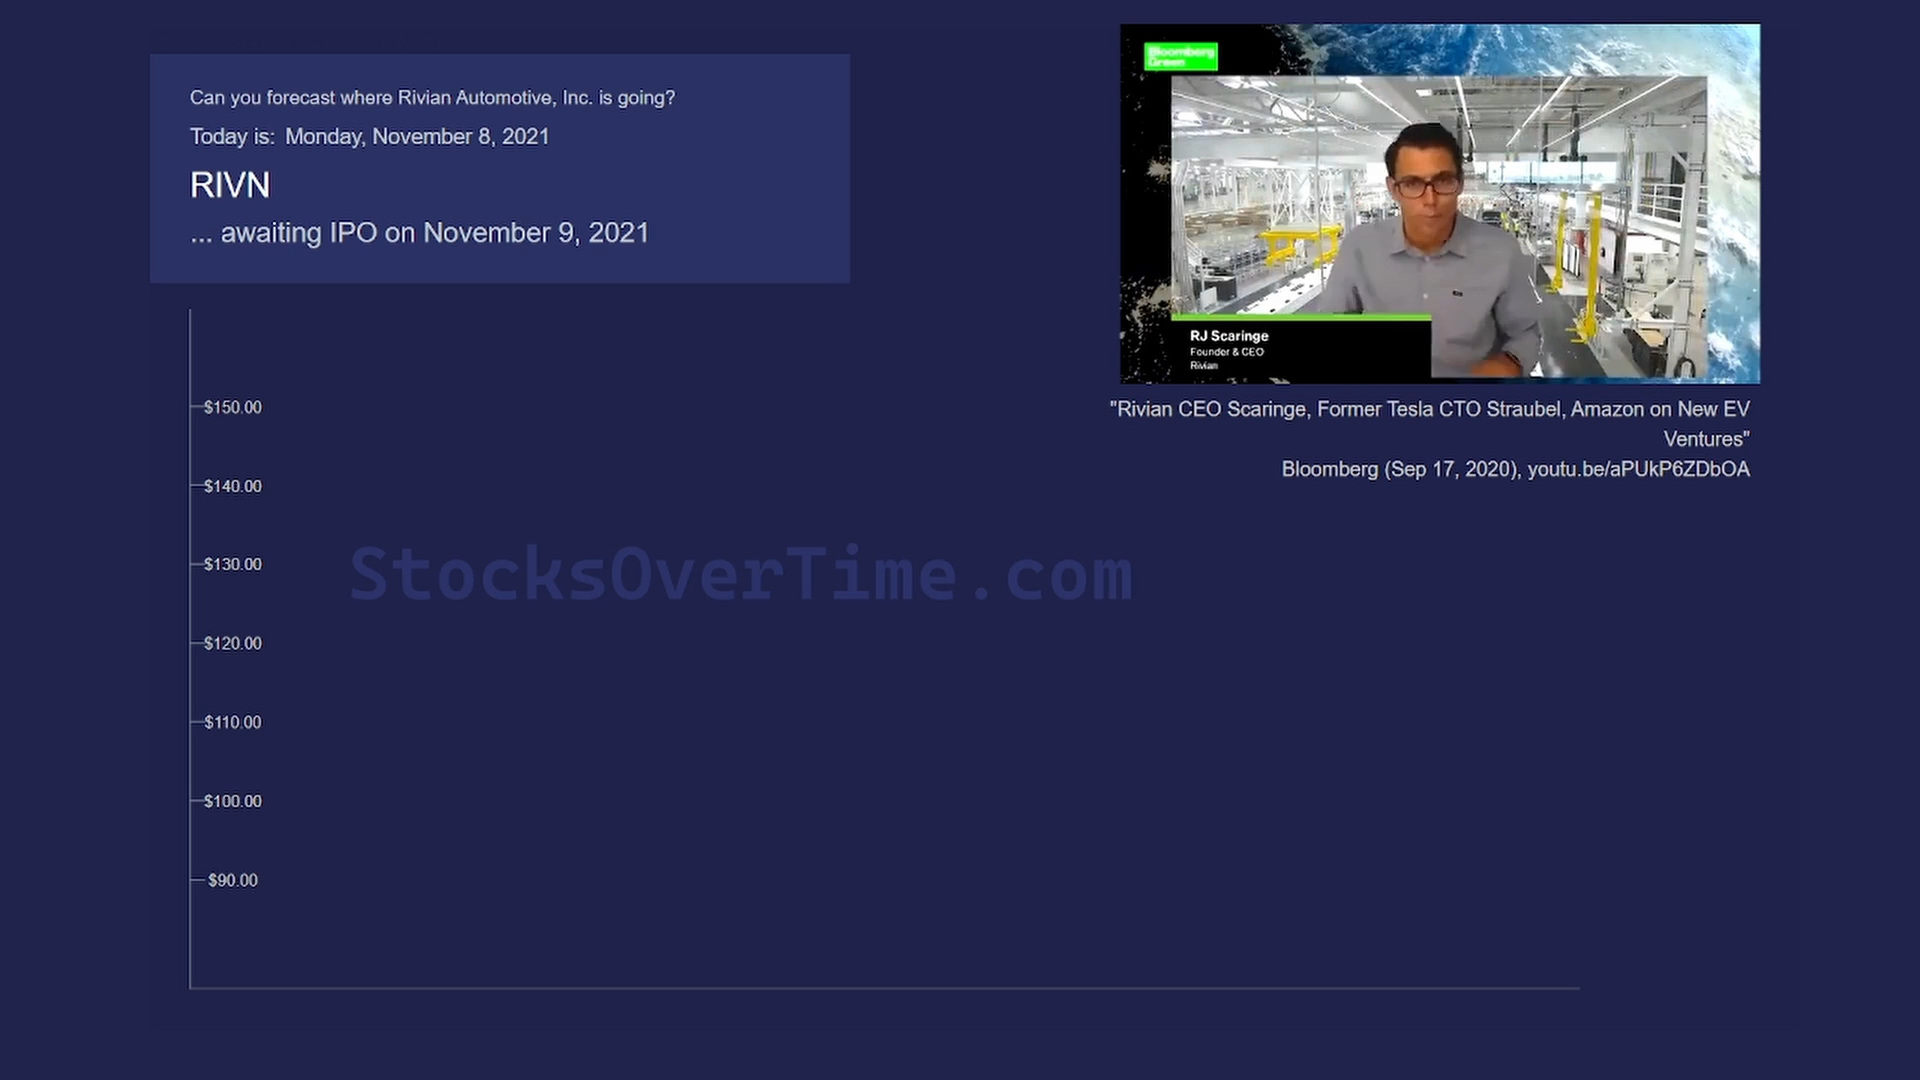 Can you forecast where Rivian Automotive, Inc. is going?
Today is: Monday, November 8, 2021
RIVN
... awaiting IPO on November 9, 2021
Bloomberg
Green
RJ Scaringe
Founder & CEO
Rivian
"Rivian CEO Scaringe, Former Tesla CTO Straubel, Amazon on New EV
Ventures"
Bloomberg (Sep 17, 2020), youtu.be/aPUkP6ZDbOA
$150.00
$140.00
$130.00
$120.00
$110.00
$100.00
$90.00
StocksOverTime.com